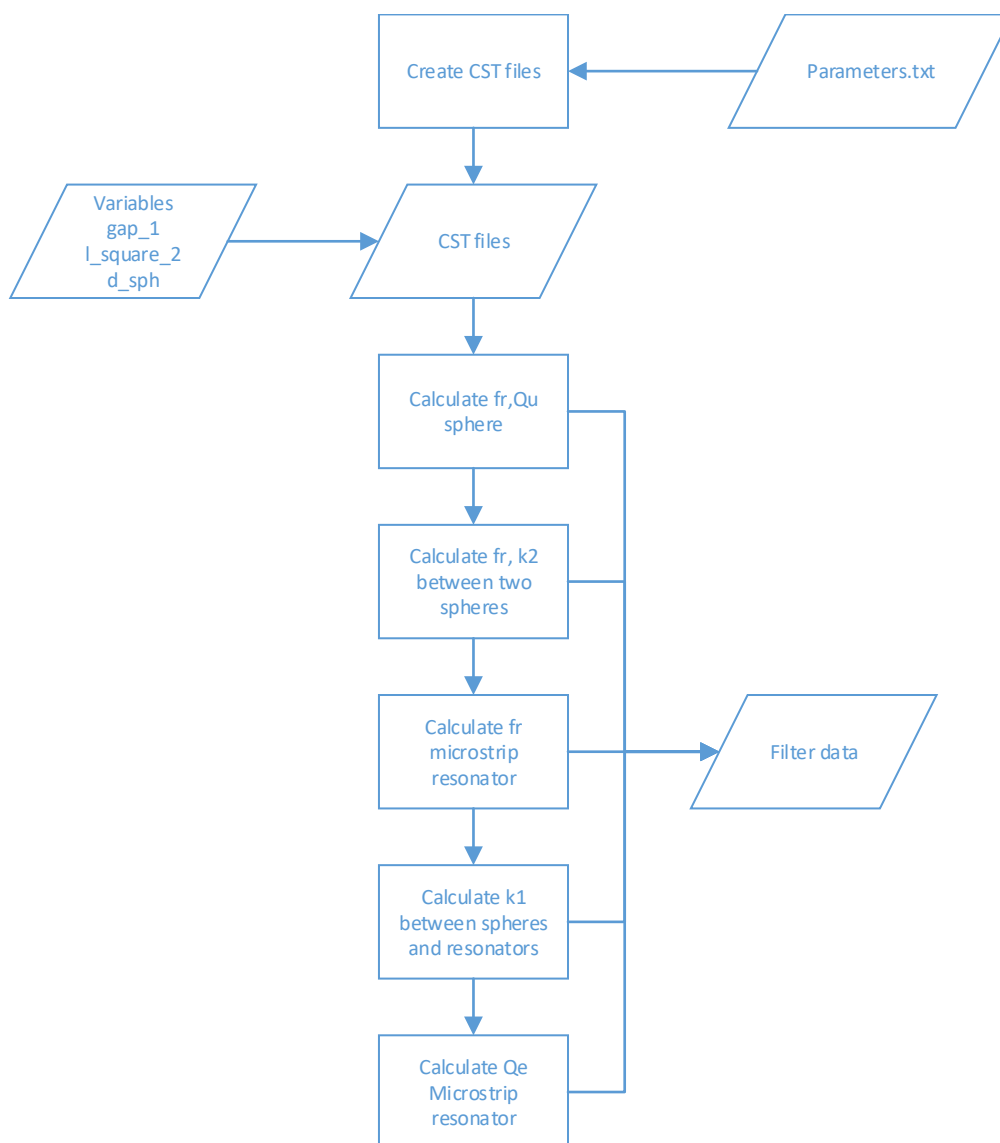 Create CST files
Parameters.txt
Variables
gap_1
l_square_2
d_sph
CST files
Calculate fr,Qu
sphere
Calculate fr, k2
between two
spheres
Calculate fr
microstrip
resonator
Filter data
Calculate k1
between spheres
and resonators
Calculate Qe
Microstrip
resonator